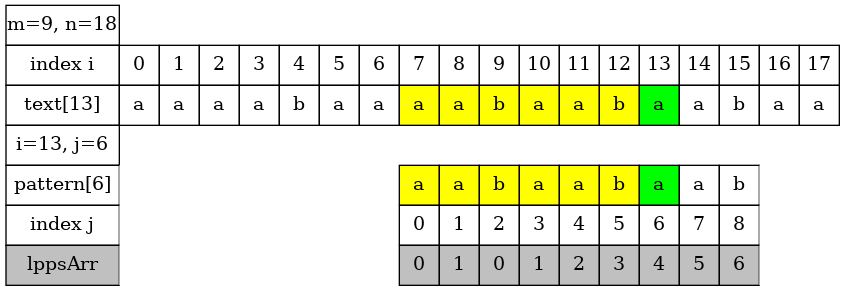 m=9, n=18
index i 0 1 2 3 4 5 6 7 8 9 10 11 12 13 14 15 16 17
text[13] a a a a b a a a a b a a b a a b a a
i=13, j=6
pattern[6] a a b a a b a a b
index j 0 1 2 3 4 5 6 7 8
lppsArr 0 1 0 1 2 3 4 5 6